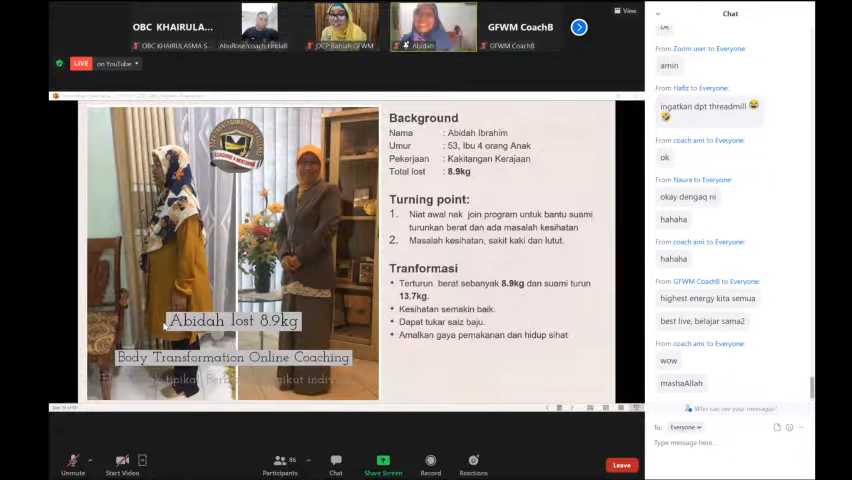 OBC KHAIRULA...
OBC KHAIRULASMA S...
AbuRose/coach LindaB
OCP Rabiah GFWM
Abidah
GFWM CoachB
GFWM CoachB
View
LIVE on YouTube
Background
Nama : Abidah Ibrahim
Umur : 53, Ibu 4 orang Anak
Pekerjaan : Kakitangan Kerajaan
Total lost : 8.9kg
Turning point:
1. Niat awal nak join program untuk bantu suami
turunkan berat dan ada masalah kesihatan
2. Masalah kesihatan, sakit kaki dan lutut.
Tranformasi
• Terturun berat sebanyak 8.9kg dan suami turun
13.7kg.
• Kesihatan semakin baik.
• Dapat tukar saiz baju.
• Amalkan gaya pemakanan dan hidup sihat
Abidah lost 8.9kg
Body Transformation Online Coaching
Unmute
Start Video
Participants
86
Chat
Share Screen
Record
Reactions
Leave
Chat
ok
From Zoom user to Everyone:
amin
From Hafiz to Everyone:
ingatkan dpt threadmill 😂
🤣
From coach ami to Everyone:
ok
From Naura to Everyone:
okay dengaq ni
hahaha
From coach ami to Everyone:
hahaha
From GFWM CoachB to Everyone:
highest energy kita semua
best live, belajar sama2
From coach ami to Everyone:
wow
mashaAllah
Who can see your messages?
To: Everyone
Type message here...